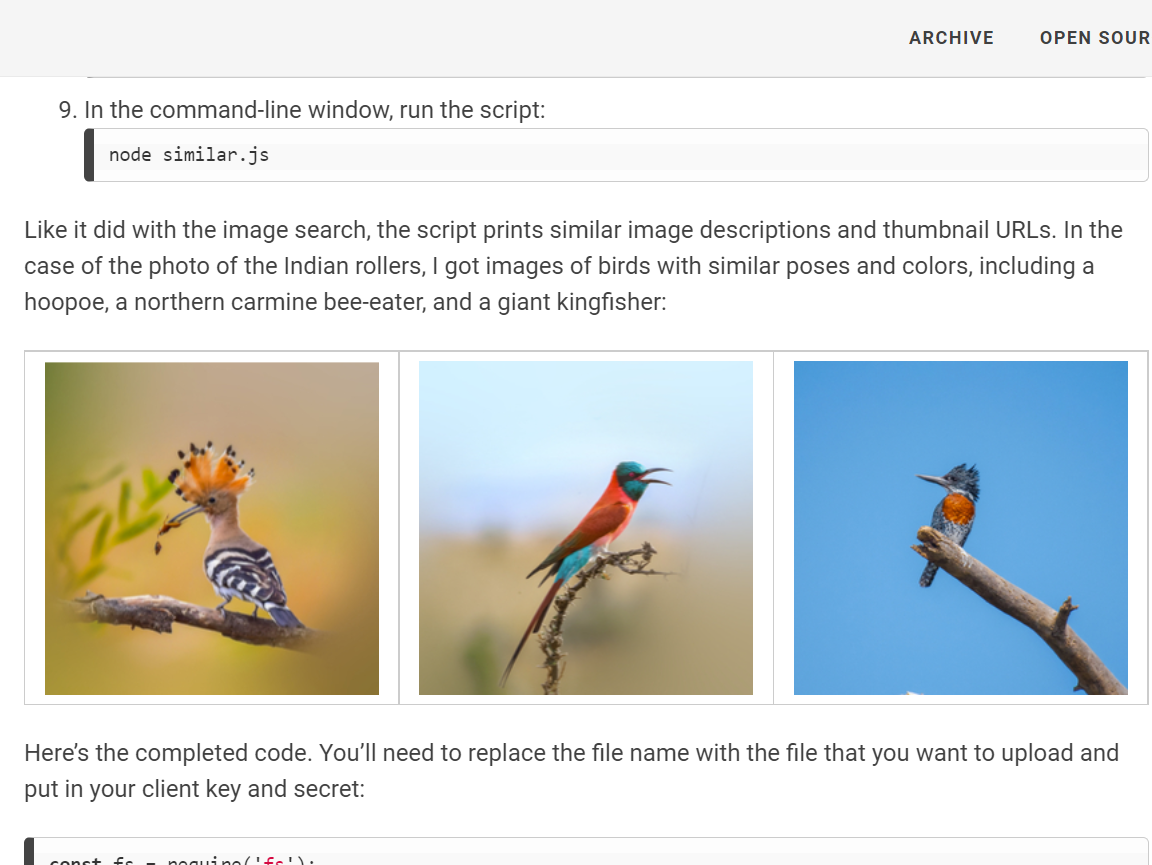 ARCHIVE OPEN SOUR
9. In the command-line window, run the script:
node similar.js
Like it did with the image search, the script prints similar image descriptions and thumbnail URLs. In the
case of the photo of the Indian rollers, I got images of birds with similar poses and colors, including a
hoopoe, a northern carmine bee-eater, and a giant kingfisher:
Here’s the completed code. You’ll need to replace the file name with the file that you want to upload and
put in your client key and secret:
const fs = require('fs');